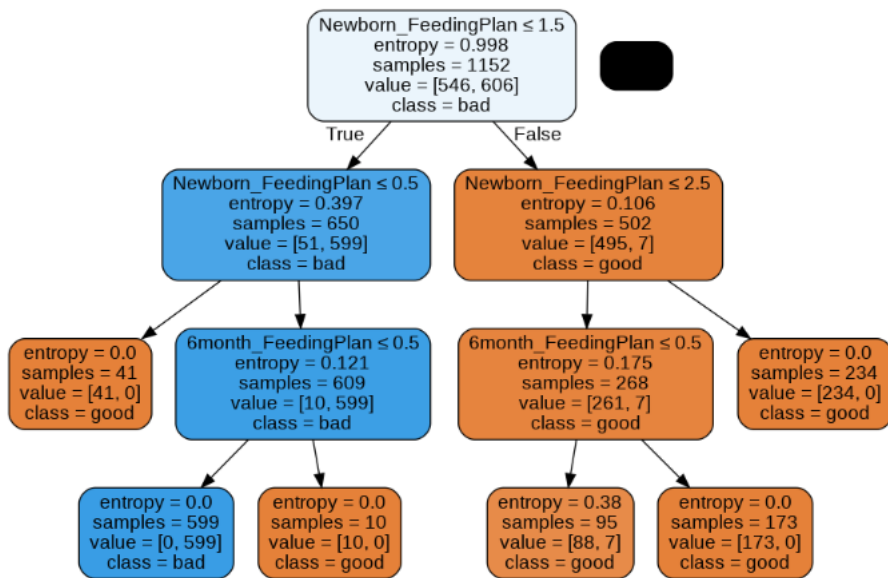 Newborn_FeedingPlan ≤ 1.5
entropy = 0.998
samples = 1152
value = [546, 606]
class = bad
True
False
Newborn_FeedingPlan ≤ 0.5
entropy = 0.397
samples = 650
value = [51, 599]
class = bad
Newborn_FeedingPlan ≤ 2.5
entropy = 0.106
samples = 502
value = [495, 7]
class = good
entropy = 0.0
samples = 41
value = [41, 0]
class = good
6month_FeedingPlan ≤ 0.5
entropy = 0.121
samples = 609
value = [10, 599]
class = bad
6month_FeedingPlan ≤ 0.5
entropy = 0.175
samples = 268
value = [261, 7]
class = good
entropy = 0.0
samples = 234
value = [234, 0]
class = good
entropy = 0.0
samples = 599
value = [0, 599]
class = bad
entropy = 0.0
samples = 10
value = [10, 0]
class = good
entropy = 0.38
samples = 95
value = [88, 7]
class = good
entropy = 0.0
samples = 173
value = [173, 0]
class = good